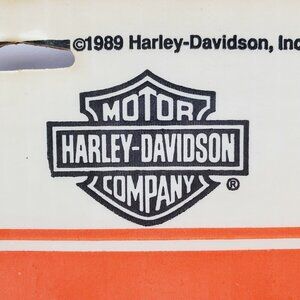 ©1989 Harley-Davidson, Inc
MOTOR
HARLEY-DAVIDSON
COMPANY
®